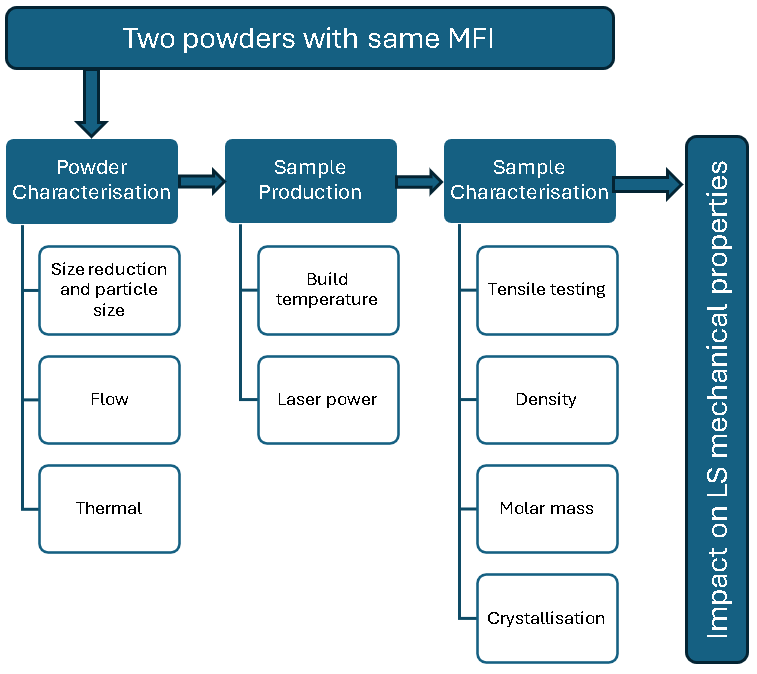 Two powders with same MFI
Powder
Characterisation
Size reduction
and particle
size
Flow
Thermal
Sample
Production
Build
temperature
Laser power
Sample
Characterisation
Tensile testing
Density
Molar mass
Crystallisation
Impact on LS mechanical properties